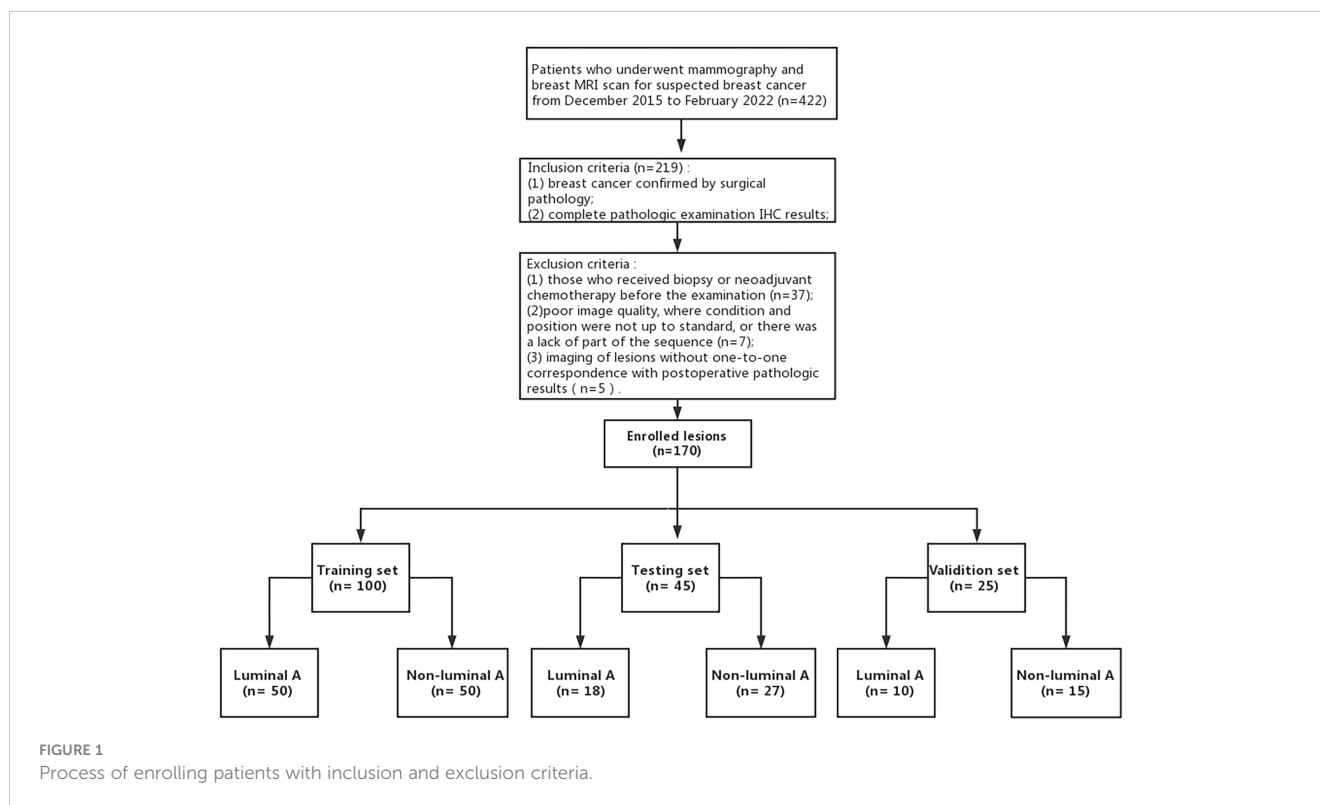 Patients who underwent mammography and
breast MRI scan for suspected breast cancer
from December 2015 to February 2022 (n=422)
Inclusion criteria (n=219) :
(1) breast cancer confirmed by surgical
pathology;
(2) complete pathologic examination IHC results;
Exclusion criteria :
(1) those who received biopsy or neoadjuvant
chemotherapy before the examination (n=37);
(2)poor image quality, where condition and
position were not up to standard, or there was
a lack of part of the sequence (n=7);
(3) imaging of lesions without one-to-one
correspondence with postoperative pathologic
results ( n=5 ) .
Enrolled lesions
(n=170)
Training set
(n= 100)
Testing set
(n= 45)
Validition set
(n= 25)
Luminal A
(n= 50)
Non-luminal A
(n= 50)
Luminal A
(n= 18)
Non-luminal A
(n= 27)
Luminal A
(n= 10)
Non-luminal A
(n= 15)
FIGURE 1
Process of enrolling patients with inclusion and exclusion criteria.